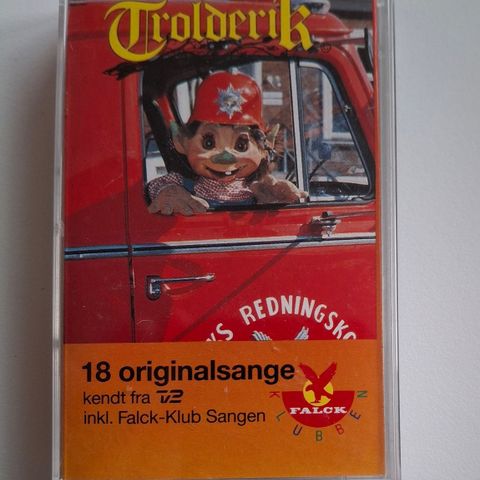 Trolderik
REDNINGSKO
18 originalsange
kendt fra TV2
inkl. Falck-Klub Sangen
FALCK
KLUBBEN